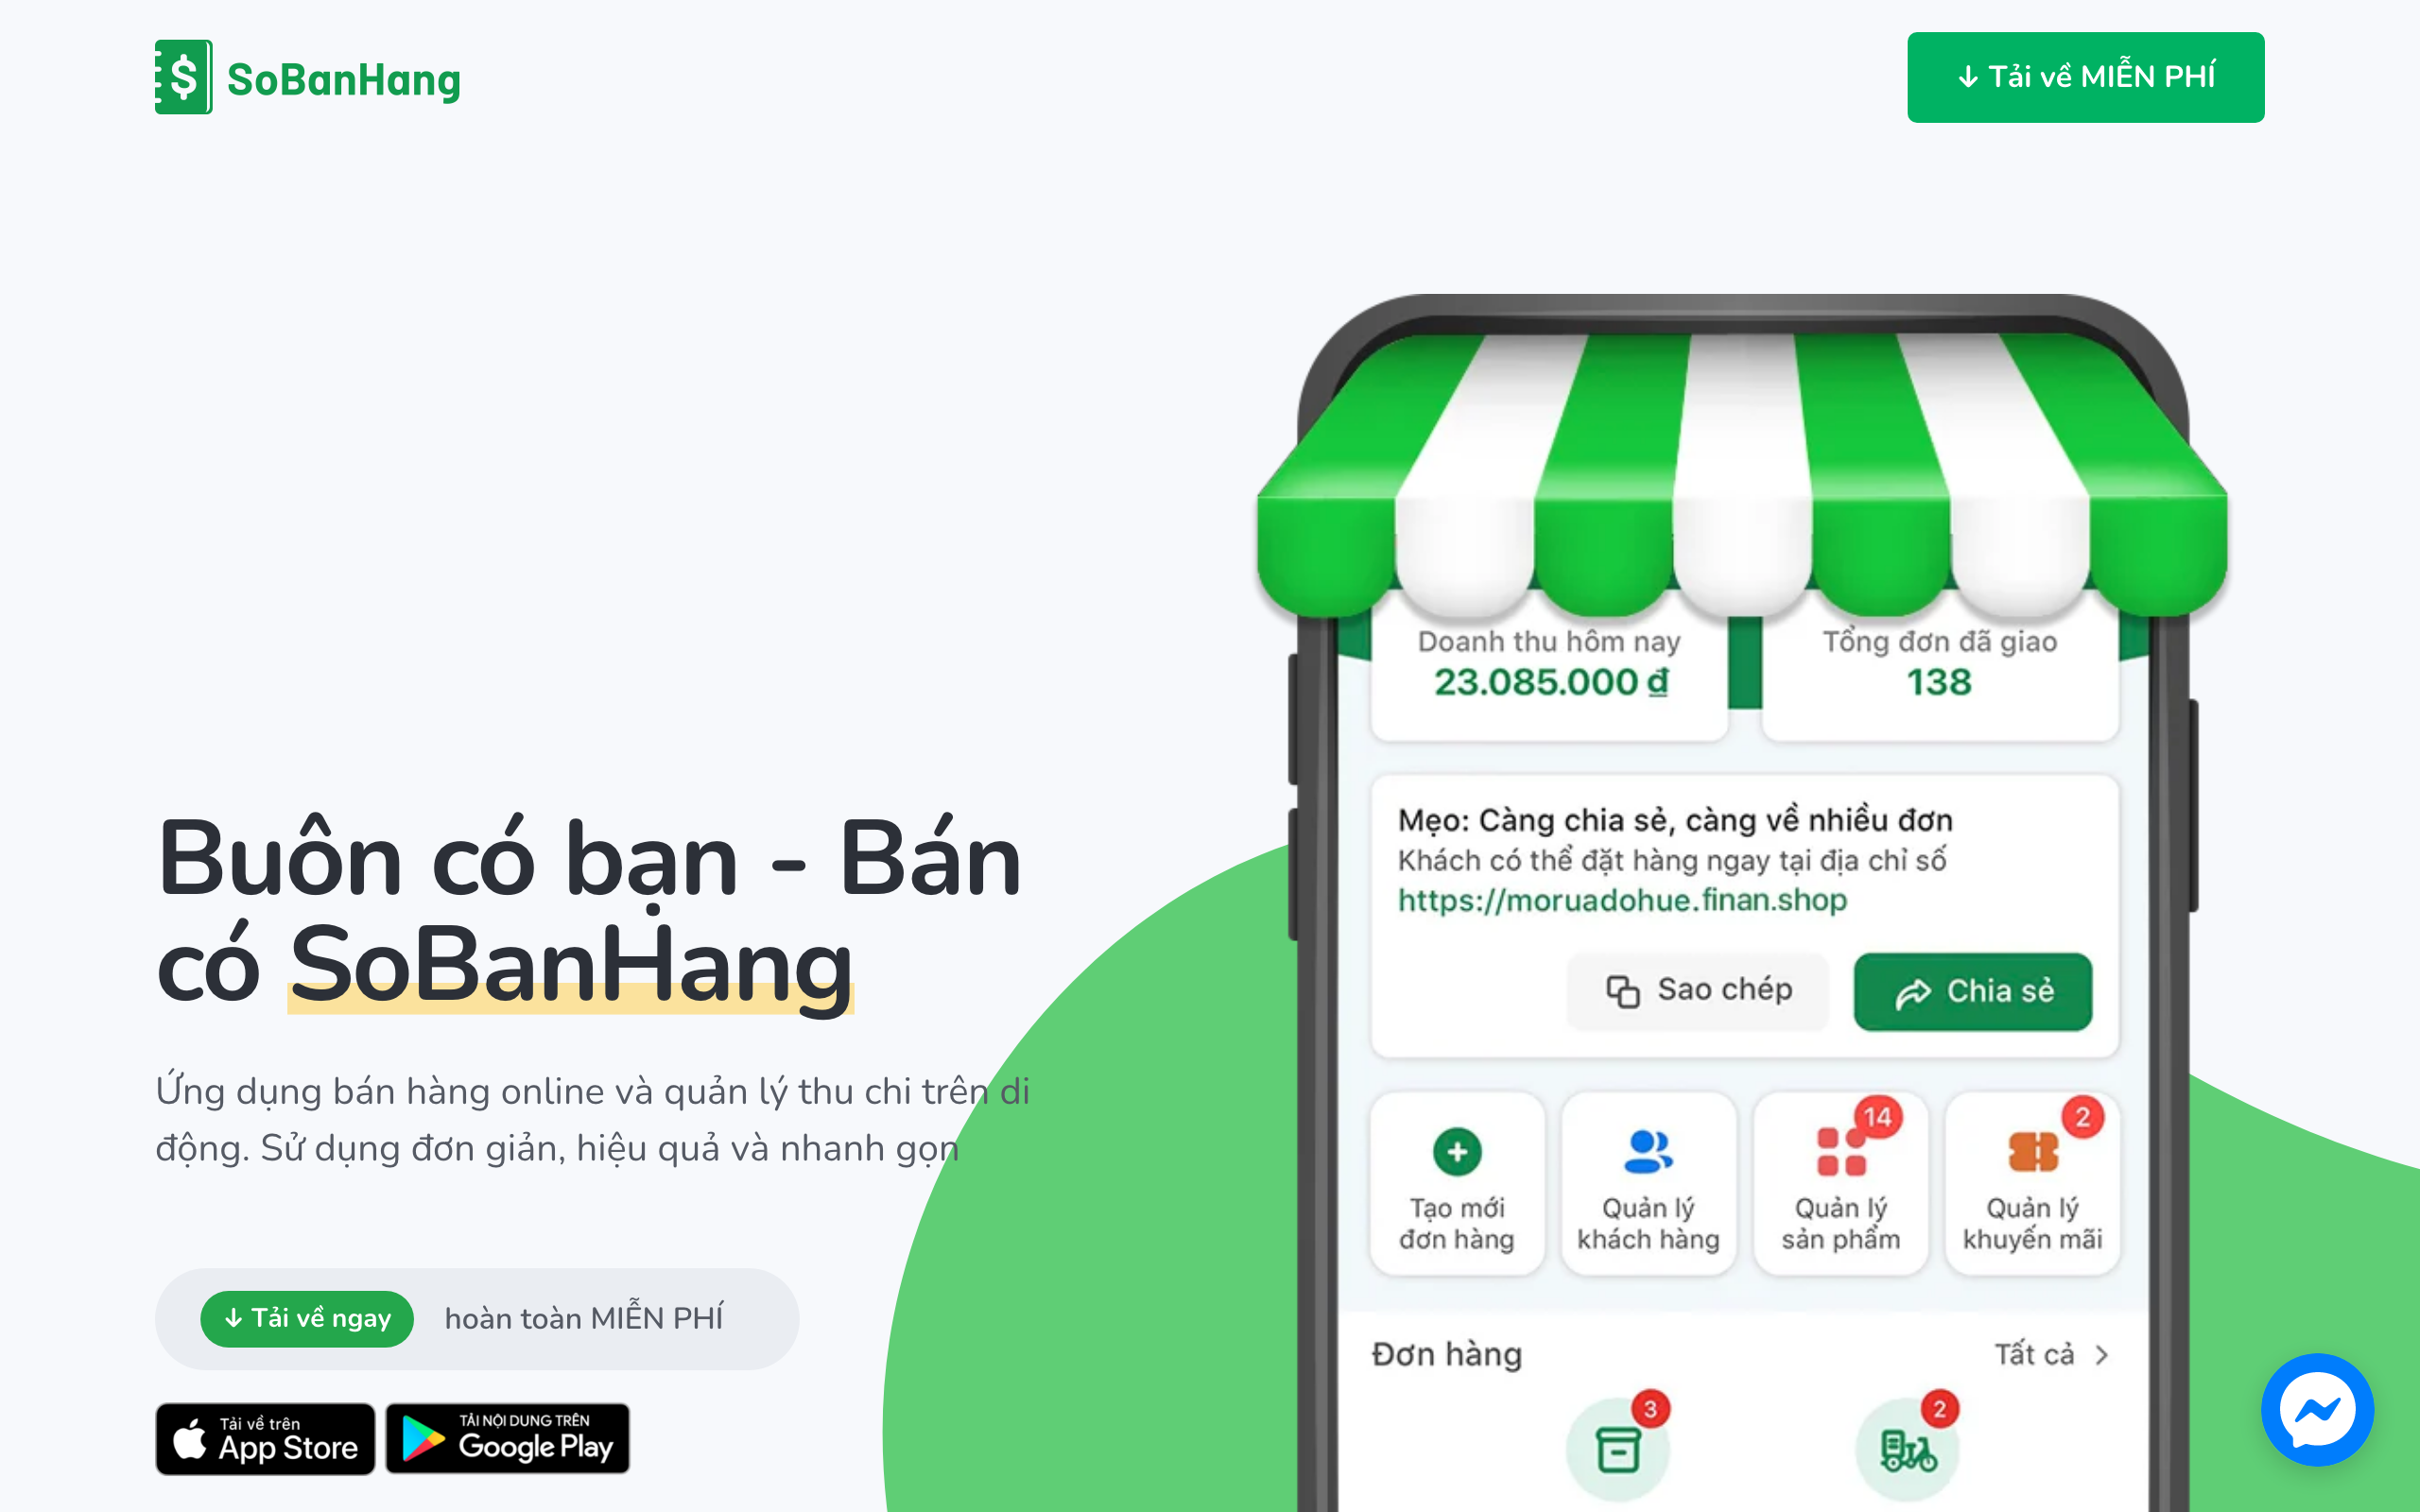 SoBanHang
Tải về MIỄN PHÍ
Buôn có bạn - Bán
có SoBanHang
Ứng dụng bán hàng online và quản lý thu chi trên di
động. Sử dụng đơn giản, hiệu quả và nhanh gọn
Tải về ngay hoàn toàn MIỄN PHÍ
Tải về trên
App Store
TẢI NỘI DUNG TRÊN
Google Play
Doanh thu hôm nay
23.085.000 ₫
Tổng đơn đã giao
138
Mẹo: Càng chia sẻ, càng về nhiều đơn
Khách có thể đặt hàng ngay tại địa chỉ số
https://moruadohue.finan.shop
Sao chép
Chia sẻ
Tạo mới
đơn hàng
Quản lý
khách hàng
14
Quản lý
sản phẩm
2
Quản lý
khuyến mãi
Đơn hàng
Tất cả
3
2